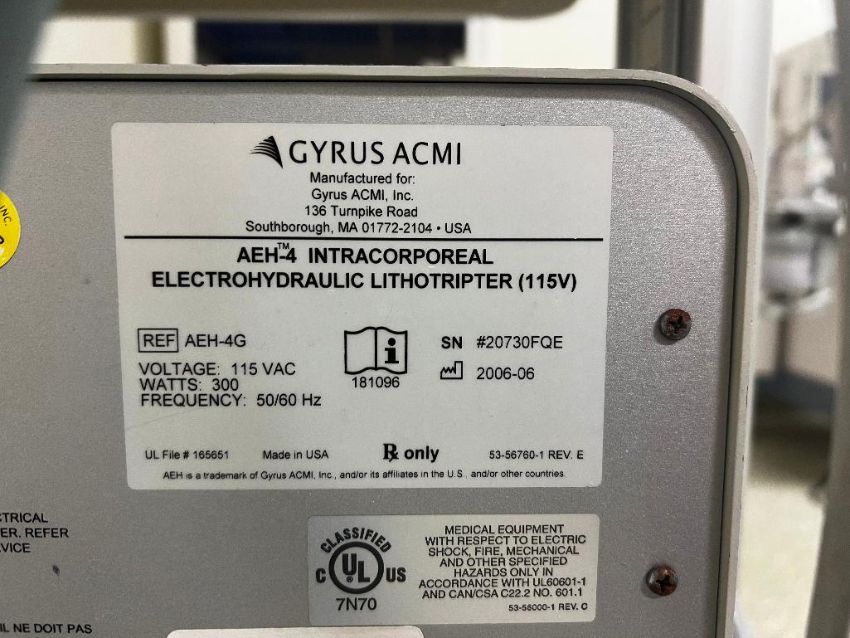 GYRUS ACMI
Manufactured for:
Gyrus ACMI, Inc.
136 Turnpike Road
Southborough, MA 01772-2104 • USA
AEH™-4 INTRACORPOREAL
ELECTROHYDRAULIC LITHOTRIPTER (115V)
REF AEH-4G
VOLTAGE: 115 VAC
WATTS: 300
FREQUENCY: 50/60 Hz
i
181096
SN #20730FQE
2006-06
UL File # 165651 Made in USA Rx only 53-56760-1 REV. E
AEH is a trademark of Gyrus ACMI, Inc., and/or its affiliates in the U.S. and/or other countries.
INC.
CTRICAL
ER. REFER
VICE
IL NE DOIT PAS
CLASSIFIED
C UL US
7N70
MEDICAL EQUIPMENT
WITH RESPECT TO ELECTRIC
SHOCK, FIRE, MECHANICAL
AND OTHER SPECIFIED
HAZARDS ONLY IN
ACCORDANCE WITH UL60601-1
AND CAN/CSA C22.2 NO. 601.1
53-56000-1 REV. C